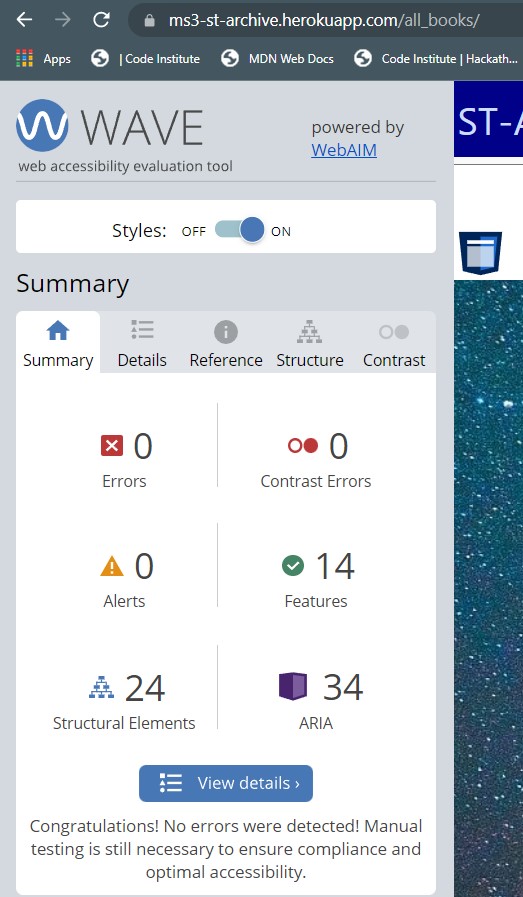 ms3-st-archive.herokuapp.com/all_books/
Apps | Code Institute MDN Web Docs Code Institute | Hackath...
WAVE
web accessibility evaluation tool
powered by
WebAIM
ST-A
Styles: OFF ON
Summary
Summary Details Reference Structure Contrast
0 0
Errors Contrast Errors
0 14
Alerts Features
24 34
Structural Elements ARIA
View details ›
Congratulations! No errors were detected! Manual
testing is still necessary to ensure compliance and
optimal accessibility.